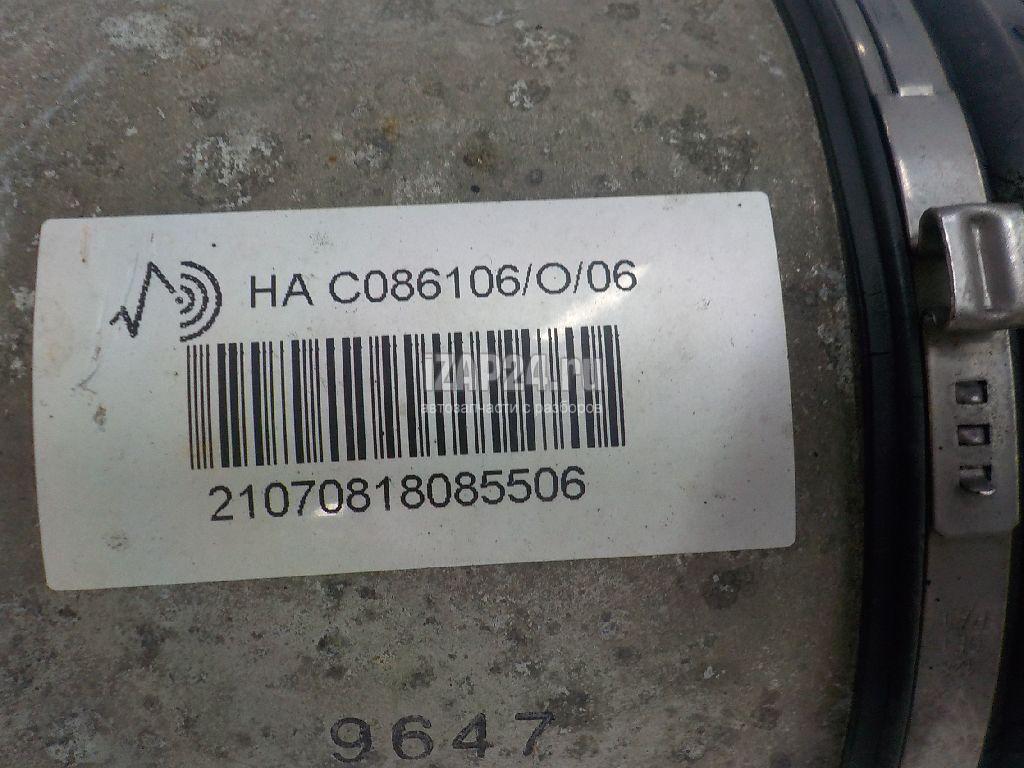 HA C086106/O/06
iZAP24.ru
автозапчасти с разборов
21070818085506
9647